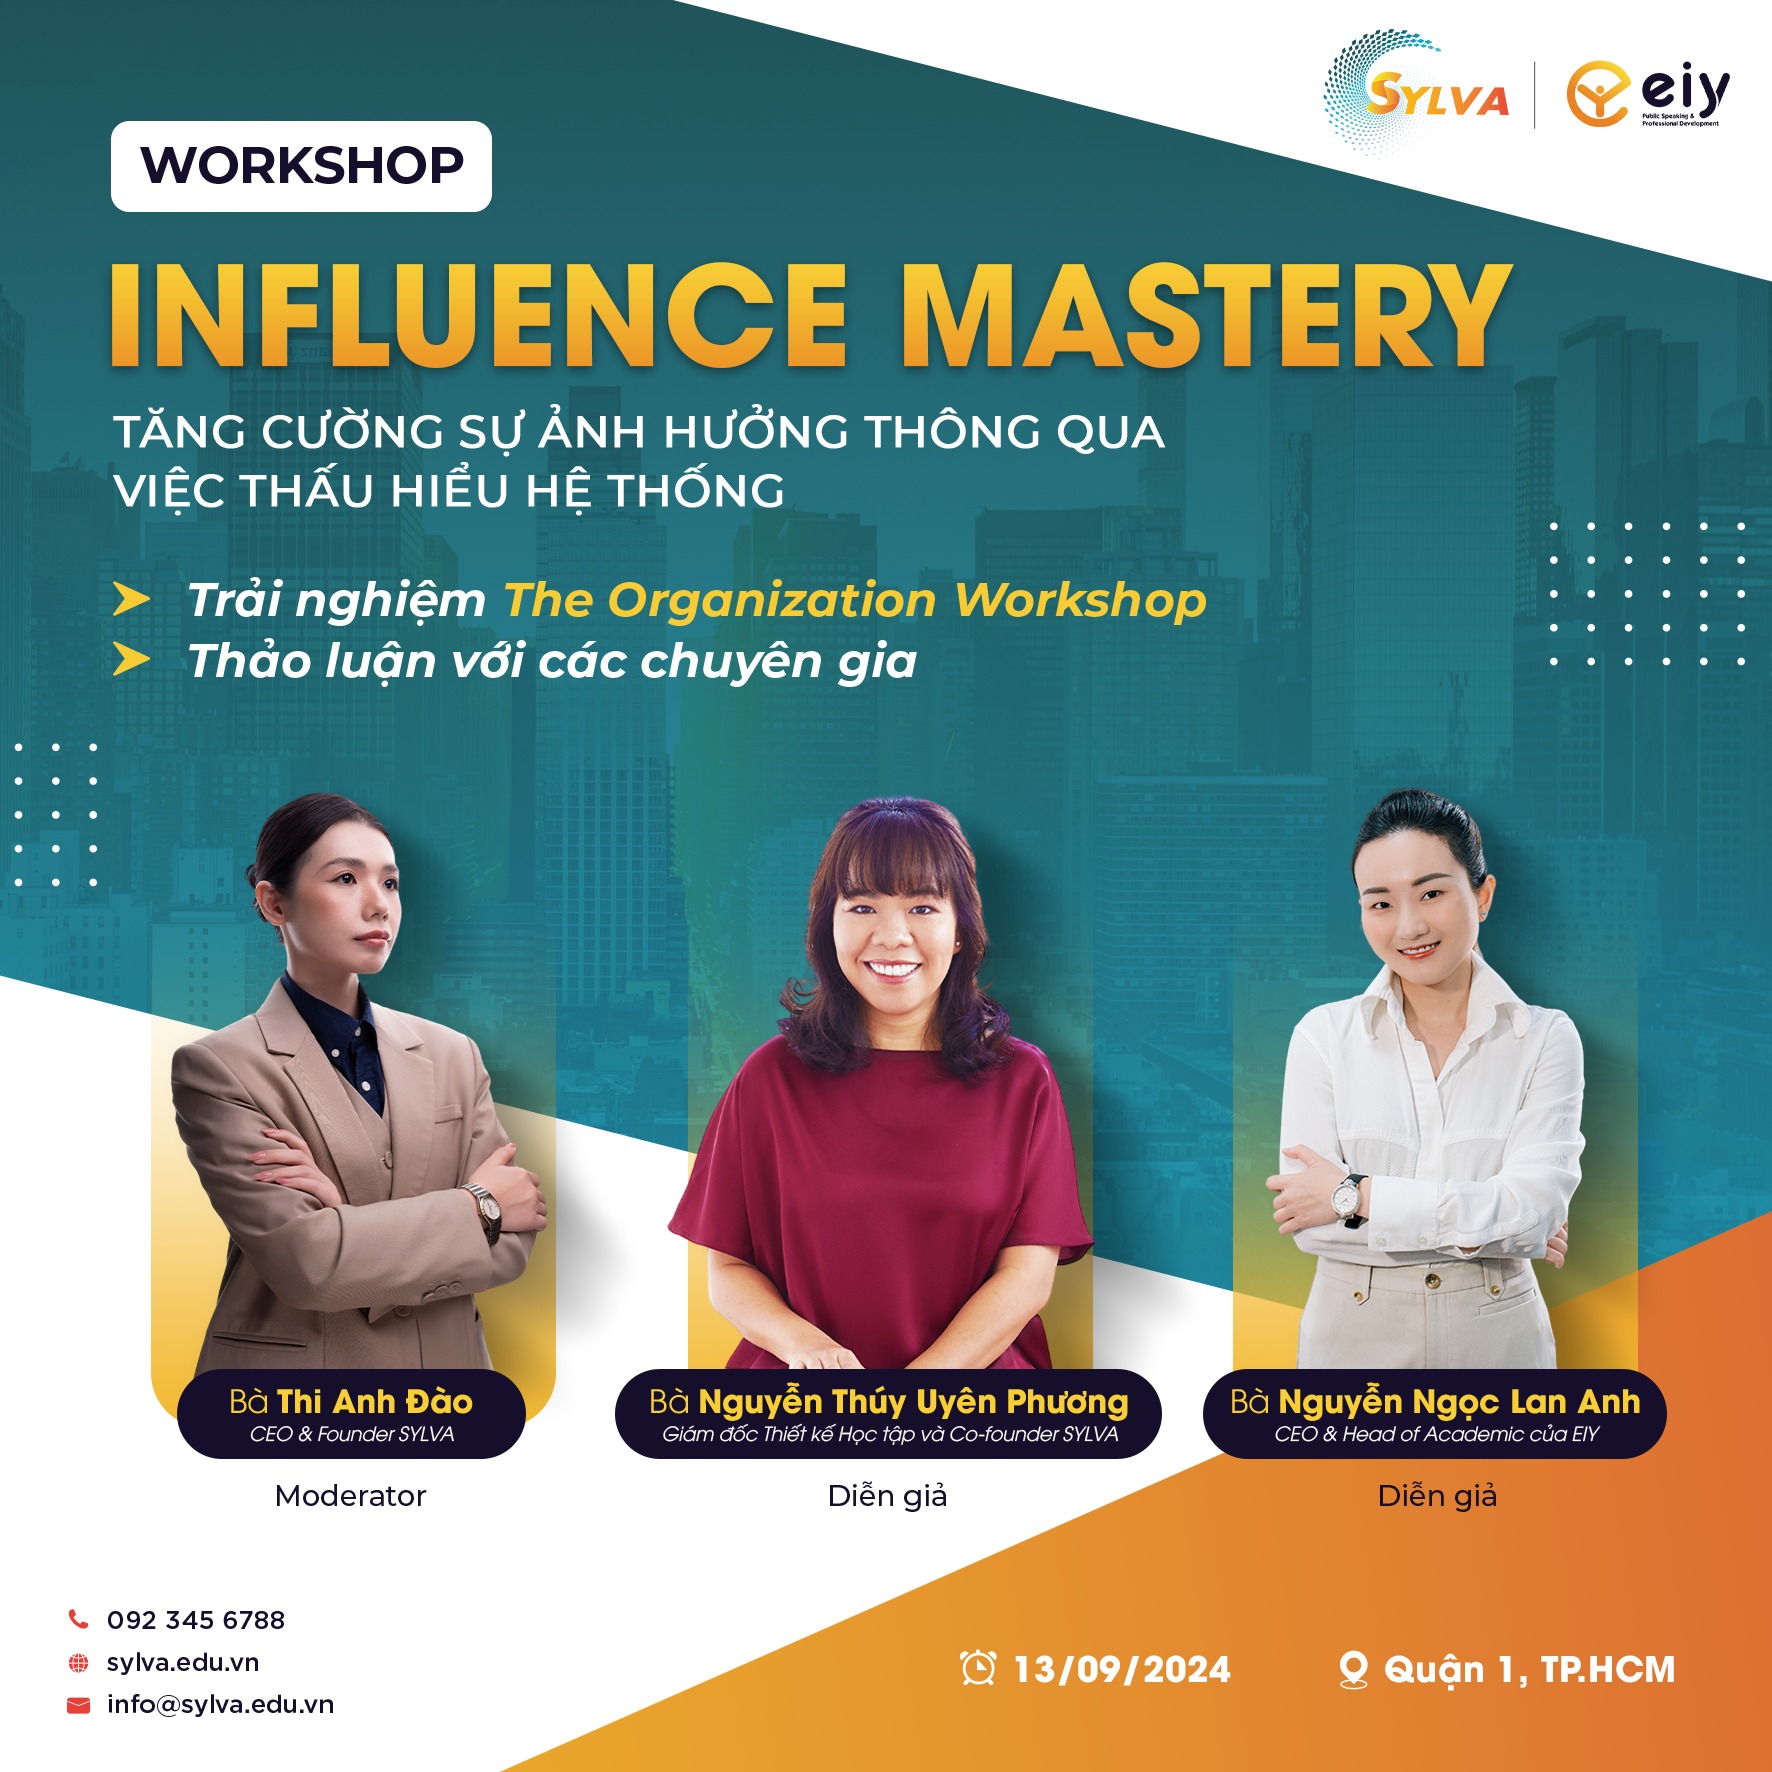 SYLVA
eiy
Public Speaking &
Professional Development
WORKSHOP
INFLUENCE MASTERY
TĂNG CƯỜNG SỰ ẢNH HƯỞNG THÔNG QUA
VIỆC THẤU HIỂU HỆ THỐNG
Trải nghiệm The Organization Workshop
Thảo luận với các chuyên gia
Bà Thi Anh Đào
CEO & Founder SYLVA
Moderator
Bà Nguyễn Thúy Uyên Phương
Giám đốc Thiết kế Học tập và Co-founder SYLVA
Diễn giả
Bà Nguyễn Ngọc Lan Anh
CEO & Head of Academic của EIY
Diễn giả
092 345 6788
sylva.edu.vn
info@sylva.edu.vn
13/09/2024
Quận 1, TP.HCM